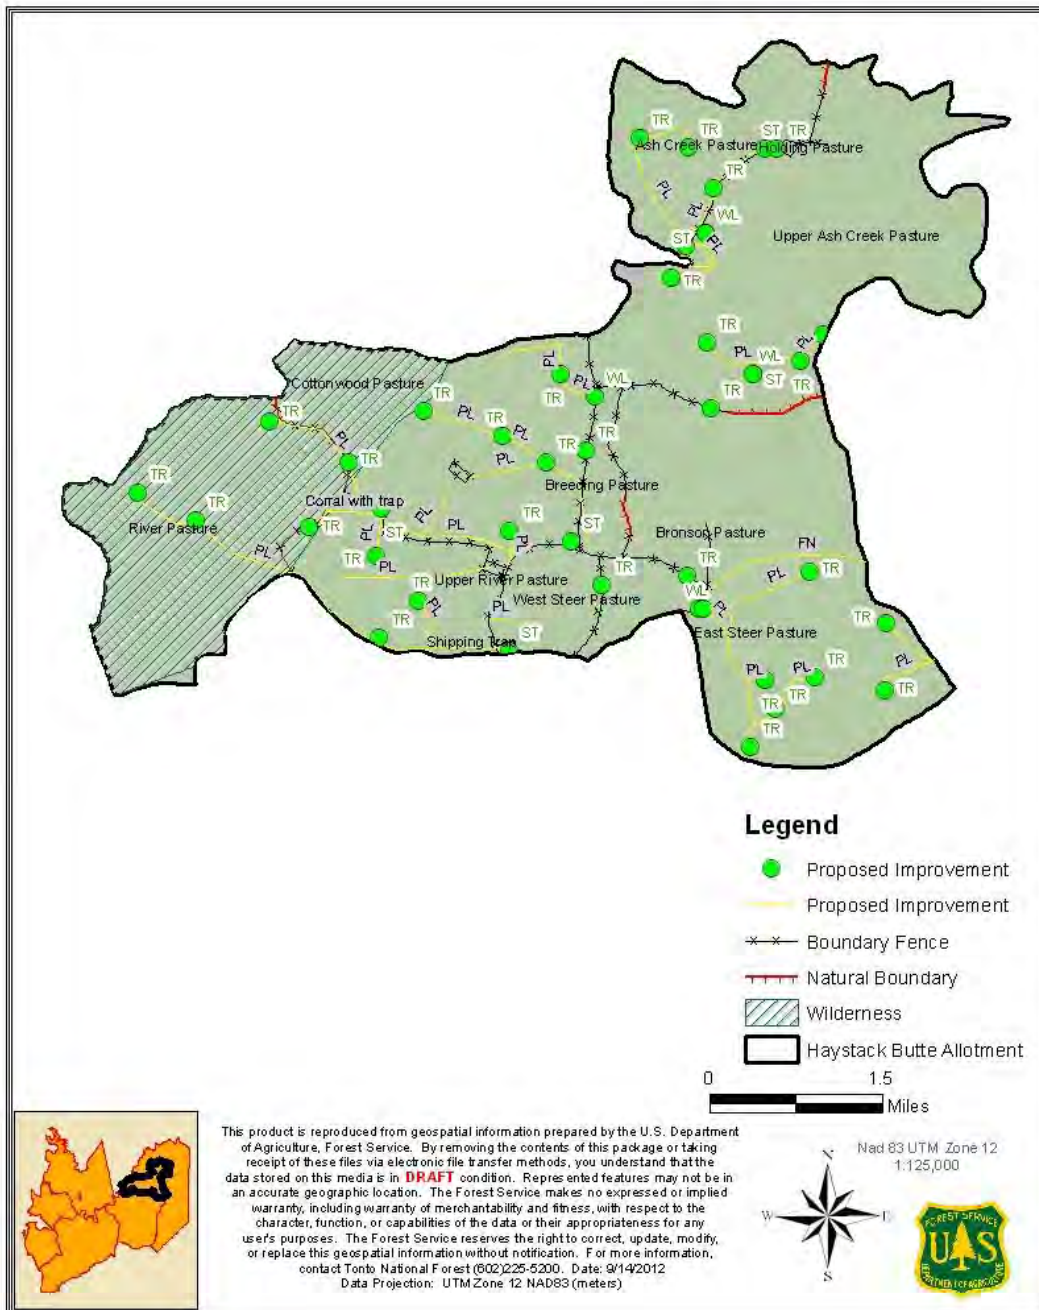 TR
TR
ST
TR
Ash Creek Pasture
Holding Pasture
TR
PL
PL
WL
ST
PL
Upper Ash Creek Pasture
TR
TR
PL
PL
WL
ST
TR
TR
PL
Cottonwood Pasture
PL
WL
TR
TR
TR
PL
TR
PL
PL
TR
TR
PL
TR
TR
Breeding Pasture
TR
TR
Corral with trap
River Pasture
TR
PL
ST
PL
PL
TR
PL
ST
Bronson Pasture
FN
PL
TR
PL
TR
TR
PL
TR
Upper River Pasture
TR
PL
West Steer Pasture
WL
PL
TR
PL
East Steer Pasture
TR
Shipping Trap
ST
PL
PL
TR
PL
TR
TR
TR
TR
Legend
Proposed Improvement
Proposed Improvement
Boundary Fence
Natural Boundary
Wilderness
Haystack Butte Allotment
0 1.5
Miles
This product is reproduced from geospatial information prepared by the U.S. Department
of Agriculture, Forest Service. By removing the contents of this package or taking
receipt of these files via electronic file transfer methods, you understand that the
data stored on this media is in DRAFT condition. Represented features may not be in
an accurate geographic location. The Forest Service makes no expressed or implied
warranty, including warranty of merchantability and fitness, with respect to the
character, function, or capabilities of the data or their appropriateness for any
user's purposes. The Forest Service reserves the right to correct, update, modify,
or replace this geospatial information without notification. For more information,
contact Tonto National Forest (602)225-5200. Date: 9/14/2012
Data Projection: UTM Zone 12 NAD83 (meters)
N
W
E
S
Nad 83 UTM Zone 12
1:125,000
FOREST SERVICE
U S
DEPARTMENT OF AGRICULTURE